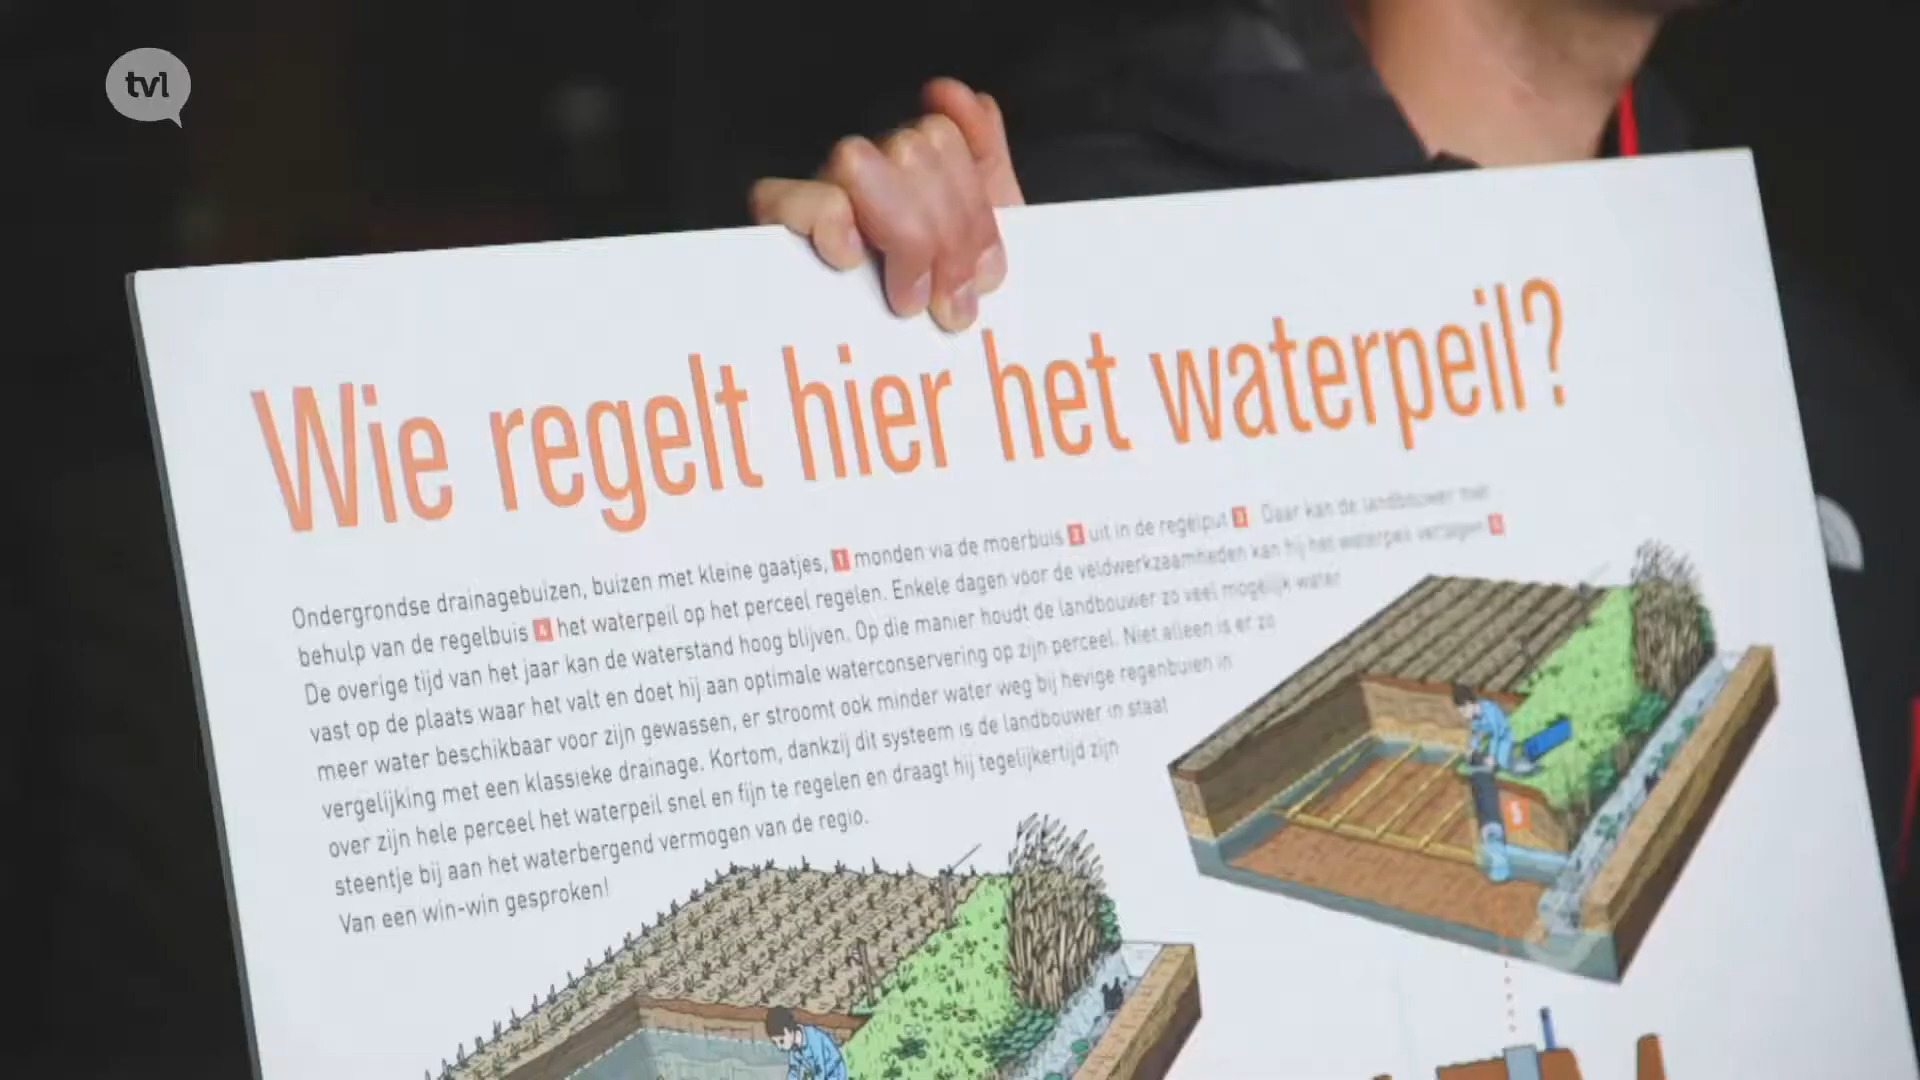 tvl
Wie regelt hier het waterpeil?
Ondergrondse drainagebuizen, buizen met kleine gaatjes, 1 monden via de moerbuis 2 uit in de regelput 3 Daar kan de landbouwer met
behulp van de regelbuis 4 het waterpeil op het perceel regelen. Enkele dagen voor de veldwerkzaamheden kan hij het waterpeil verlagen 5
De overige tijd van het jaar kan de waterstand hoog blijven. Op die manier houdt de landbouwer zo veel mogelijk water
vast op de plaats waar het valt en doet hij aan optimale waterconservering op zijn perceel. Niet alleen is er zo
meer water beschikbaar voor zijn gewassen, er stroomt ook minder water weg bij hevige regenbuien in
vergelijking met een klassieke drainage. Kortom, dankzij dit systeem is de landbouwer in staat
over zijn hele perceel het waterpeil snel en fijn te regelen en draagt hij tegelijkertijd zijn
steentje bij aan het waterbergend vermogen van de regio.
Van een win-win gesproken!
5